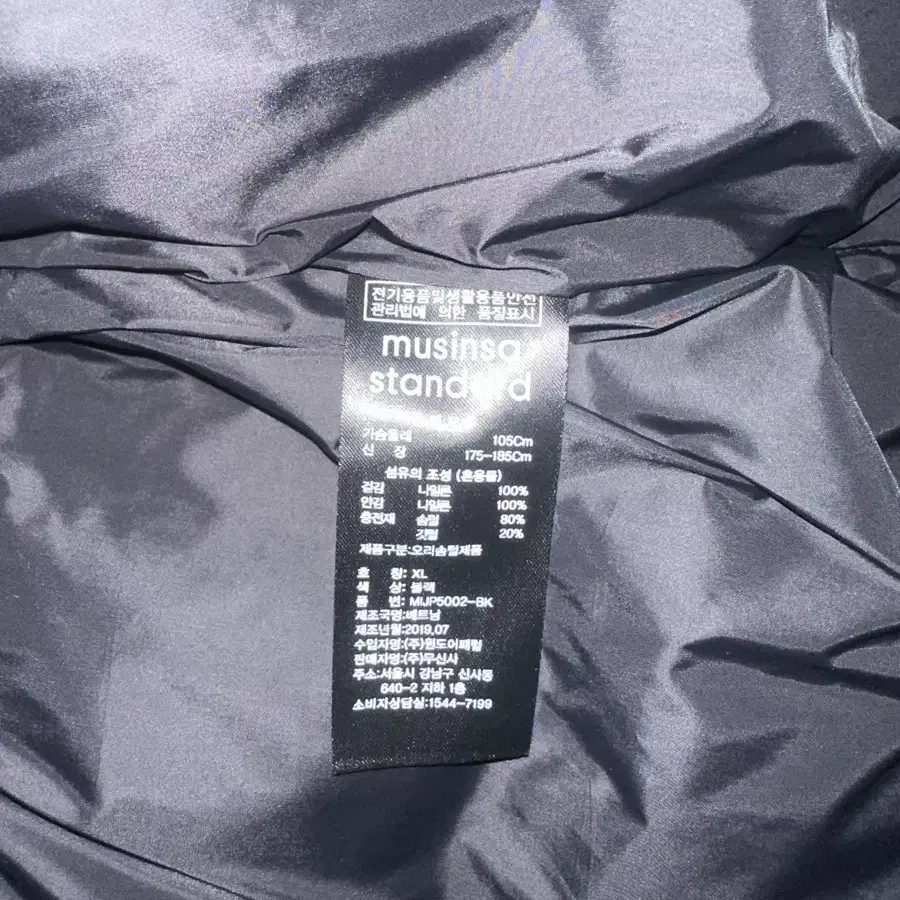 전기용품및생활용품안전
관리법에 의한 품질표시
musinsa
standard
가슴둘레 105Cm
신 장 175-185Cm
섬유의 조성 (혼용률)
겉감 나일론 100%
안감 나일론 100%
충전재 솜털 80%
깃털 20%
제품구분:오리솜털제품
호 칭: XL
색 상: 블랙
품 번: MIJP5002-BK
제조국명:베트남
제조년월:2019.07
수입자명:(주)원도어패럴
판매자명:(주)무신사
주소:서울시 강남구 신사동
640-2 지하 1층
소비자상담실:1544-7199